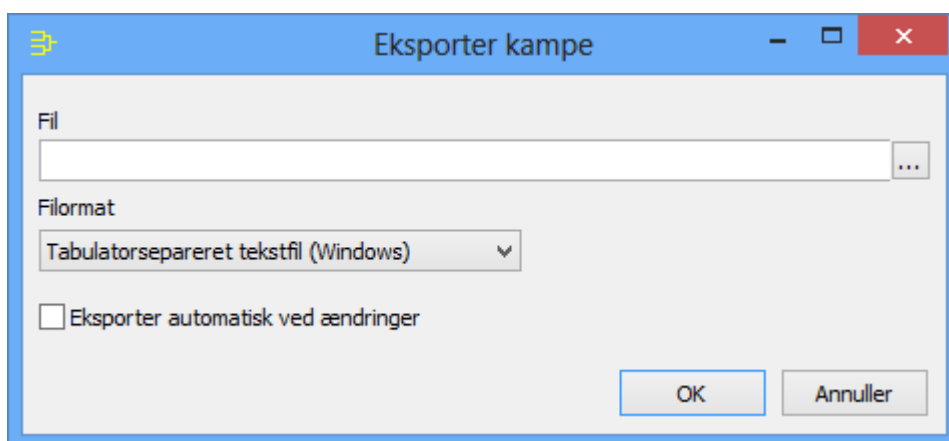 Eksporter kampe
Fil
...
Filormat
Tabulatorsepareret tekstfil (Windows)
Eksporter automatisk ved ændringer
OK Annuller